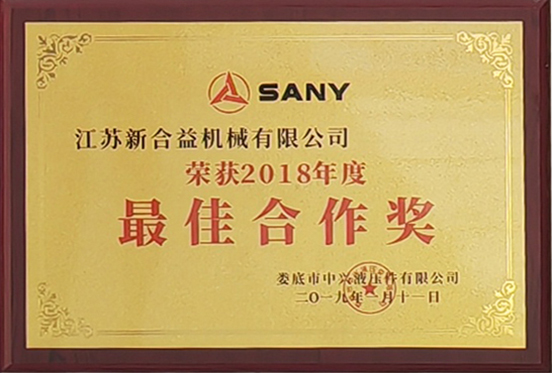 SANY
江苏新合益机械有限公司
荣获2018年度
最佳合作奖
娄底市中兴液压件有限公司
二〇一九年一月十一日